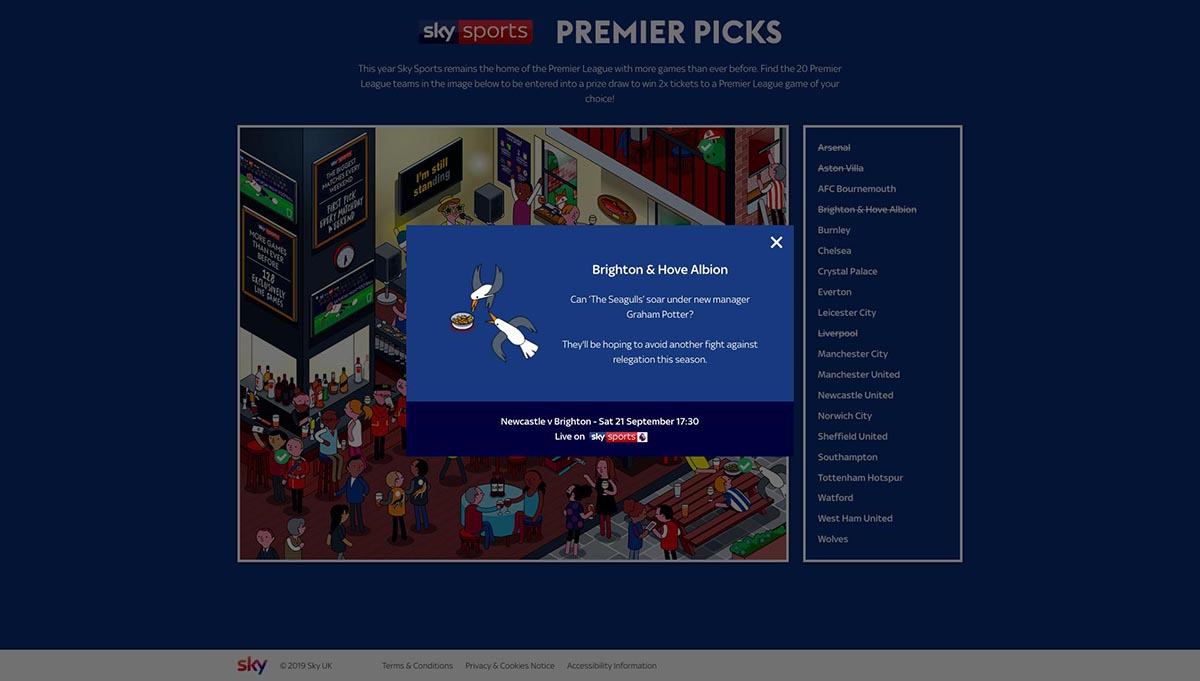 sky sports PREMIER PICKS
This year Sky Sports remains the home of the Premier League with more games than ever before. Find the 20 Premier
League teams in the image below to be entered into a prize draw to win 2x tickets to a Premier League game of your
choice!
sky sports
THE BIGGEST
MATCHES EVERY
WEEKEND
FIRST PICK
EVERY MATCHDAY
WEEKEND
I'm still
standing
sky sports
MORE GAMES
THAN EVER
BEFORE
128
EXCLUSIVELY
LIVE GAMES
Brighton & Hove Albion
Can 'The Seagulls' soar under new manager
Graham Potter?
They'll be hoping to avoid another fight against
relegation this season.
Newcastle v Brighton - Sat 21 September 17:30
Live on sky sports
Arsenal
Aston Villa
AFC Bournemouth
Brighton & Hove Albion
Burnley
Chelsea
Crystal Palace
Everton
Leicester City
Liverpool
Manchester City
Manchester United
Newcastle United
Norwich City
Sheffield United
Southampton
Tottenham Hotspur
Watford
West Ham United
Wolves
sky © 2019 Sky UK Terms & Conditions Privacy & Cookies Notice Accessibility Information